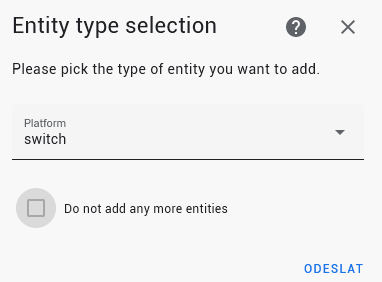 Entity type selection
Please pick the type of entity you want to add.
Platform
switch
Do not add any more entities
ODESLAT